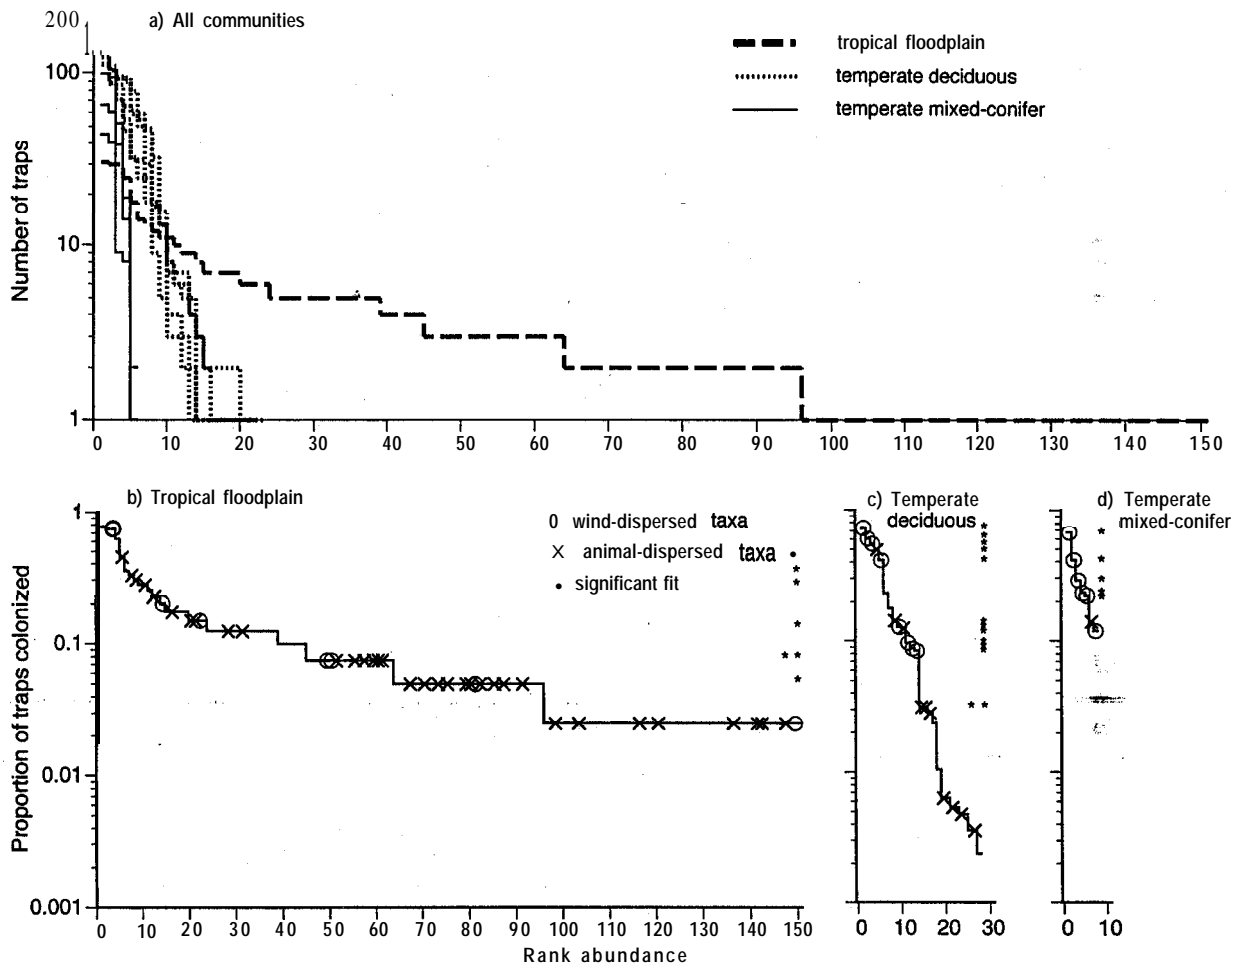 a) All communities
tropical floodplain
temperate deciduous
temperate mixed-conifer
Number of traps
200
100
10
1
0 10 20 30 40 50 60 70 80 90 100 110 120 130 140 150
b) Tropical floodplain
0 wind-dispersed taxa
X animal-dispersed taxa
• significant fit
c) Temperate
deciduous
d) Temperate
mixed-conifer
Proportion of traps colonized
1
0.1
0.01
0.001
0 10 20 30 40 50 60 70 80 90 100 110 120 130 140 150
0 10 20 30
0 10
Rank abundance